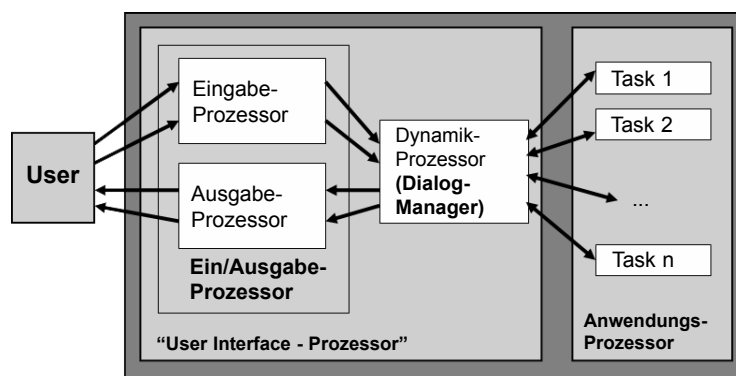 User
Eingabe-
Prozessor
Ausgabe-
Prozessor
Ein/Ausgabe-
Prozessor
Dynamik-
Prozessor
(Dialog-
Manager)
“User Interface - Prozessor”
Task 1
Task 2
...
Task n
Anwendungs-
Prozessor